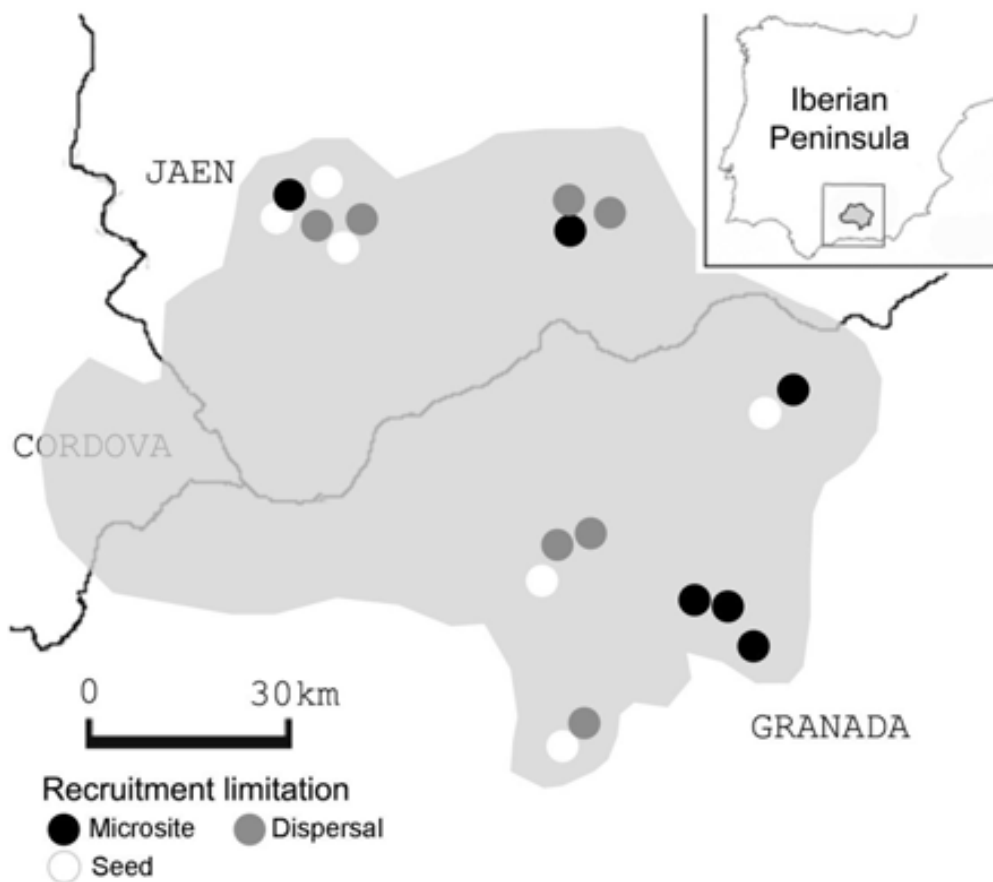 Iberian
Peninsula
JAEN
CORDOVA
0 30km
GRANADA
Recruitment limitation
Microsite Dispersal
Seed